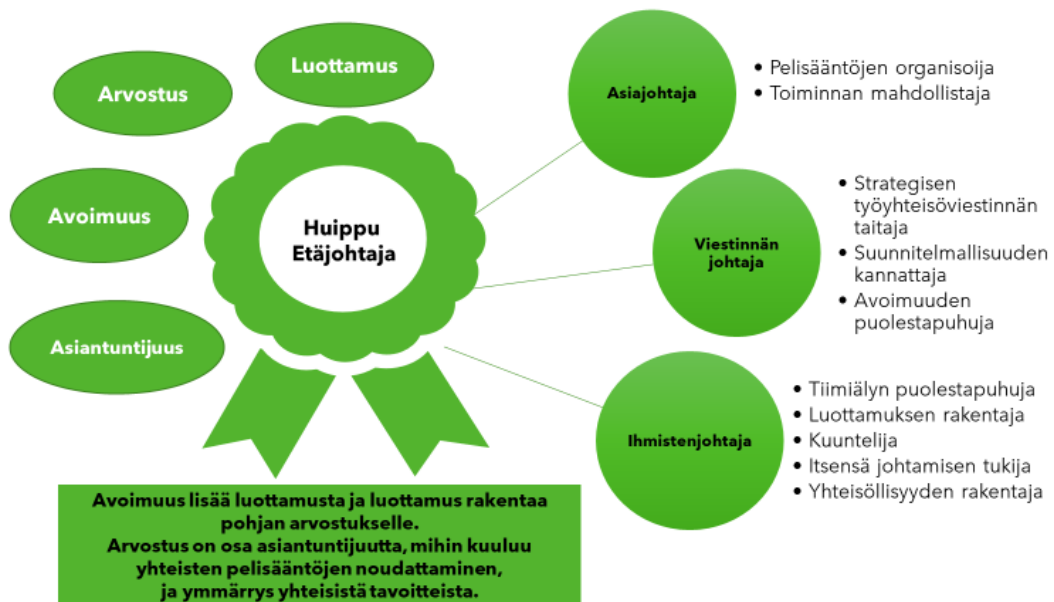 Luottamus
Arvostus
Avoimuus
Asiantuntijuus
Huippu
Etäjohtaja
Asiajohtaja
• Pelisääntöjen organisoija
• Toiminnan mahdollistaja
Viestinnän
johtaja
• Strategisen
työyhteisöviestinnän
taitaja
• Suunnitelmallisuuden
kannattaja
• Avoimuuden
puolestapuhuja
Ihmistenjohtaja
• Tiimiälyn puolestapuhuja
• Luottamuksen rakentaja
• Kuuntelija
• Itsensä johtamisen tukija
• Yhteisöllisyyden rakentaja
Avoimuus lisää luottamusta ja luottamus rakentaa
pohjan arvostukselle.
Arvostus on osa asiantuntijuutta, mihin kuuluu
yhteisten pelisääntöjen noudattaminen,
ja ymmärrys yhteisistä tavoitteista.